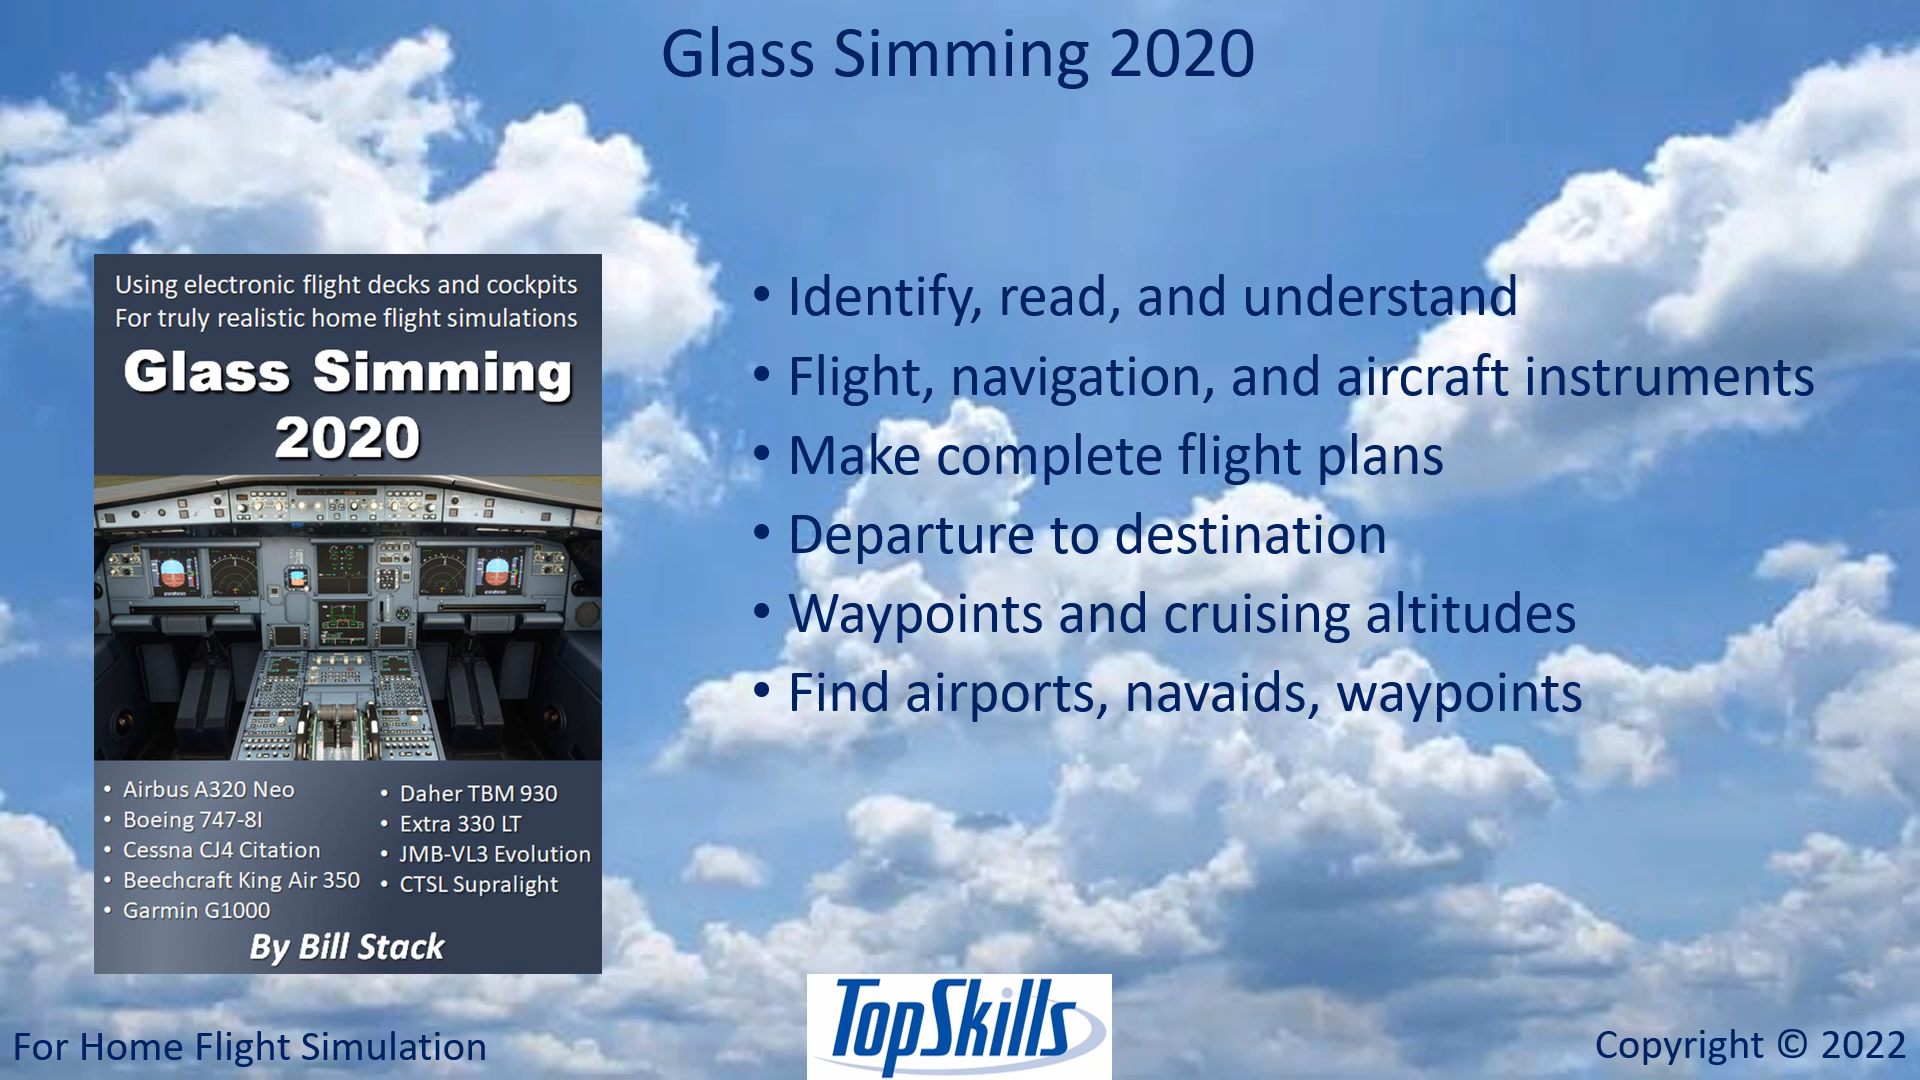 Glass Simming 2020
Using electronic flight decks and cockpits
For truly realistic home flight simulations
Glass Simming
2020
• Airbus A320 Neo
• Boeing 747-8I
• Cessna CJ4 Citation
• Beechcraft King Air 350
• Garmin G1000
• Daher TBM 930
• Extra 330 LT
• JMB-VL3 Evolution
• CTSL Supralight
By Bill Stack
• Identify, read, and understand
• Flight, navigation, and aircraft instruments
• Make complete flight plans
• Departure to destination
• Waypoints and cruising altitudes
• Find airports, navaids, waypoints
For Home Flight Simulation
TopSkills
Copyright © 2022